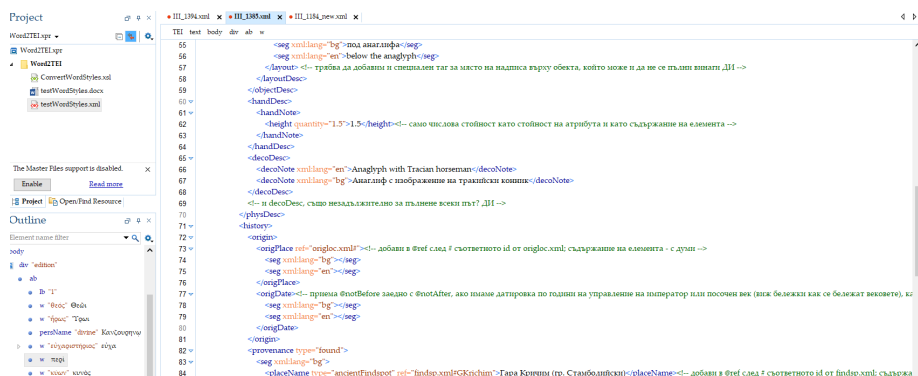 Project
Word2TEI.xpr
Word2TEI.xpr
Word2TEI
ConvertWordStyles.xsl
testWordStyles.docx
testWordStyles.xml
The Master Files support is disabled.
Enable
Read more
Project
Open/Find Resource
Outline
Element name filter
body
div "edition"
ab
lb "1"
w "θεός" Θεῶι
w "ἥρως" Ἥρωι
persName "divine" Κανζουφηνῳ
w "εὐχαριστήριος" εὐχα
w περὶ
w "κύων" κυνὸς
III_1394.xml
III_1385.xml
III_1184_new.xml
TEI text body div ab
55 <seg xml:lang="bg">под анаглифа</seg>
56 <seg xml:lang="en">below the anaglyph</seg>
57 </layout> <!-- трябва да добавим и специален таг за място на надписа върху обекта, който може и да не се пълни винаги ДИ -->
58 </layoutDesc>
59 </objectDesc>
60 <handDesc>
61 <handNote>
62 <height quantity="1.5">1.5</height><!-- само числова стойност като стойност на атрибута и като съдържание на елемента -->
63 </handNote>
64 </handDesc>
65 <decoDesc>
66 <decoNote xml:lang="en">Anaglyph with Tracian horseman</decoNote>
67 <decoNote xml:lang="bg">Анаглиф с изображение на тракийски конник</decoNote>
68 </decoDesc>
69 <!-- и decoDesc, също незадължително за пълнене всеки път? ДИ -->
70 </physDesc>
71 <history>
72 <origin>
73 <origPlace ref="origloc.xml#"><!-- добави в @ref след # съответното id от origloc.xml; съдържание на елемента - с думи -->
74 <seg xml:lang="bg"></seg>
75 <seg xml:lang="en"></seg>
76 </origPlace>
77 <origDate><!-- приема @notBefore заедно с @notAfter, ако имаме датировка по години на управление на император или посочен век (виж бележки как се бележат вековете), ка
78 <seg xml:lang="bg"></seg>
79 <seg xml:lang="en"></seg>
80 </origDate>
81 </origin>
82 <provenance type="found">
83 <seg xml:lang="bg">
84 <placeName type="ancientFindspot" ref="findsp.xml#GKrichim">Гара Кричим (гр. Стамболийски)</placeName><!-- добави в @ref след # съответното id от findsp.xml; съдържа